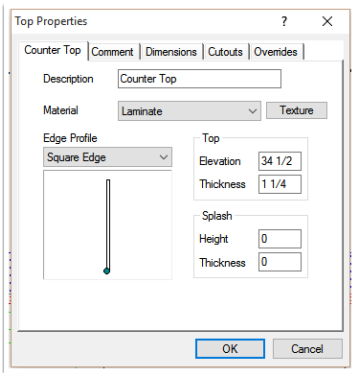 Top Properties ? X
Counter Top Comment Dimensions Cutouts Overrides
Description Counter Top
Material Laminate Texture
Edge Profile
Square Edge
Top
Elevation 34 1/2
Thickness 1 1/4
Splash
Height 0
Thickness 0
OK Cancel